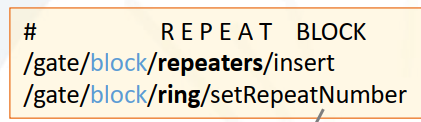 # R E P E A T BLOCK
/gate/block/repeaters/insert
/gate/block/ring/setRepeatNumber